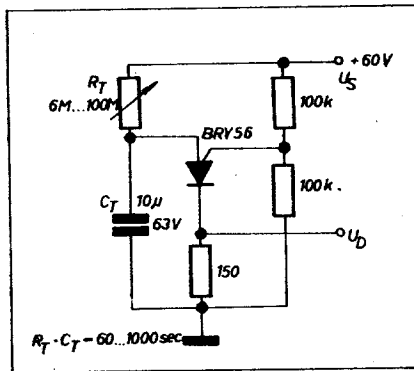 +60V
R_T
U_S
6M...100M
100k
BRY56
C_T
10µ
100k.
63V
U_D
150
R_T · C_T = 60...1000sec